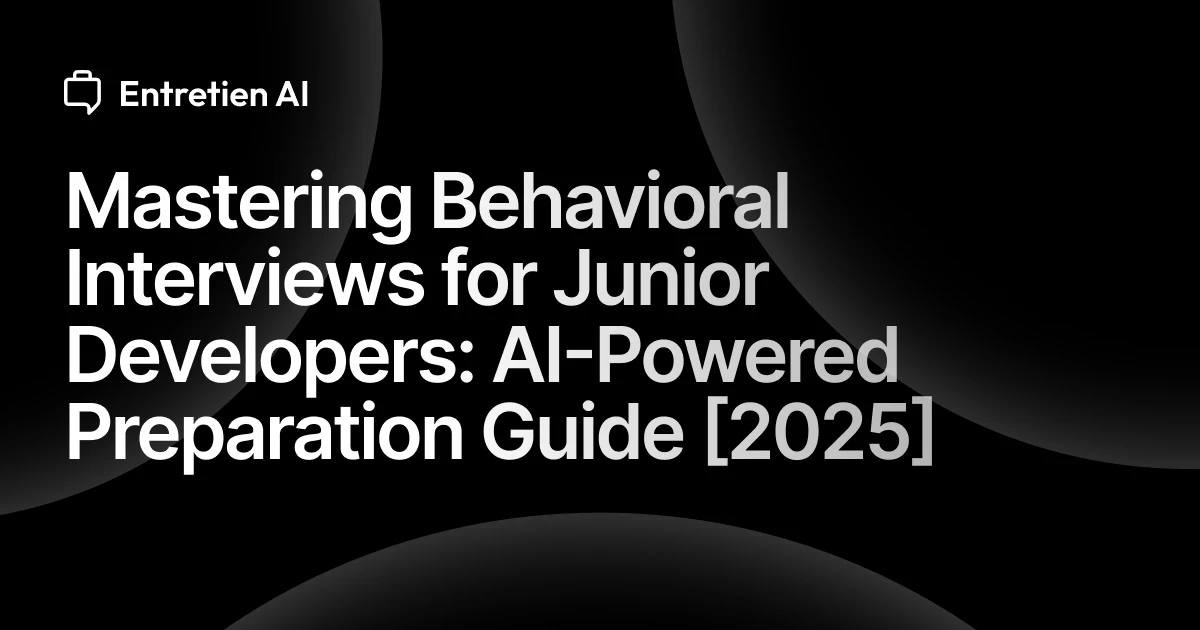 Entretien AI
Mastering Behavioral
Interviews for Junior
Developers: AI-Powered
Preparation Guide [2025]